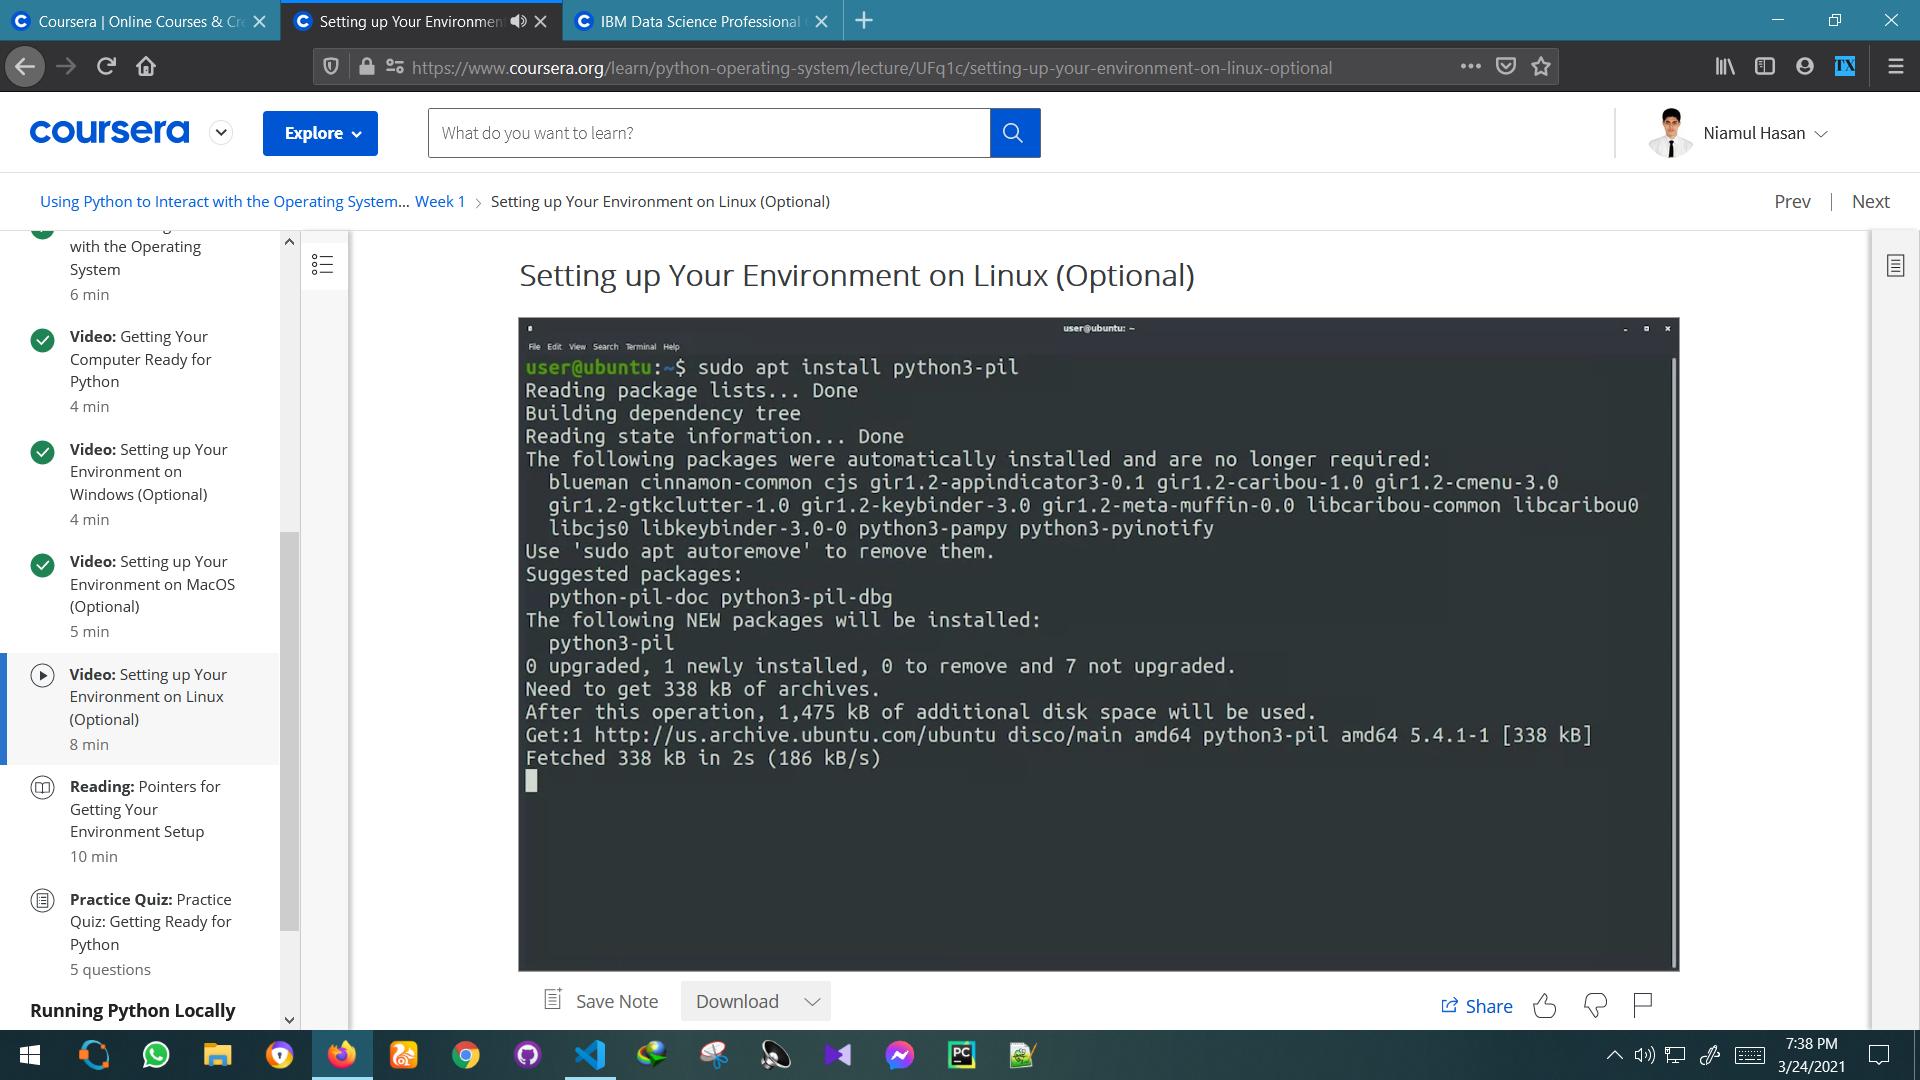 Coursera | Online Courses & Cre
Setting up Your Environment
IBM Data Science Professional
https://www.coursera.org/learn/python-operating-system/lecture/UFq1c/setting-up-your-environment-on-linux-optional
TX
coursera
Explore
What do you want to learn?
Niamul Hasan
Using Python to Interact with the Operating System... Week 1 > Setting up Your Environment on Linux (Optional)
Prev | Next
with the Operating
System
6 min
Video: Getting Your
Computer Ready for
Python
4 min
Video: Setting up Your
Environment on
Windows (Optional)
4 min
Video: Setting up Your
Environment on MacOS
(Optional)
5 min
Video: Setting up Your
Environment on Linux
(Optional)
8 min
Reading: Pointers for
Getting Your
Environment Setup
10 min
Practice Quiz: Practice
Quiz: Getting Ready for
Python
5 questions
Running Python Locally
Setting up Your Environment on Linux (Optional)
user@ubuntu: ~
File Edit View Search Terminal Help
user@ubuntu:~$ sudo apt install python3-pil
Reading package lists... Done
Building dependency tree
Reading state information... Done
The following packages were automatically installed and are no longer required:
blueman cinnamon-common cjs gir1.2-appindicator3-0.1 gir1.2-caribou-1.0 gir1.2-cmenu-3.0
gir1.2-gtkclutter-1.0 gir1.2-keybinder-3.0 gir1.2-meta-muffin-0.0 libcaribou-common libcaribou0
libcjs0 libkeybinder-3.0-0 python3-pampy python3-pyinotify
Use 'sudo apt autoremove' to remove them.
Suggested packages:
python-pil-doc python3-pil-dbg
The following NEW packages will be installed:
python3-pil
0 upgraded, 1 newly installed, 0 to remove and 7 not upgraded.
Need to get 338 kB of archives.
After this operation, 1,475 kB of additional disk space will be used.
Get:1 http://us.archive.ubuntu.com/ubuntu disco/main amd64 python3-pil amd64 5.4.1-1 [338 kB]
Fetched 338 kB in 2s (186 kB/s)
Save Note
Download
Share
PC
7:38 PM
3/24/2021